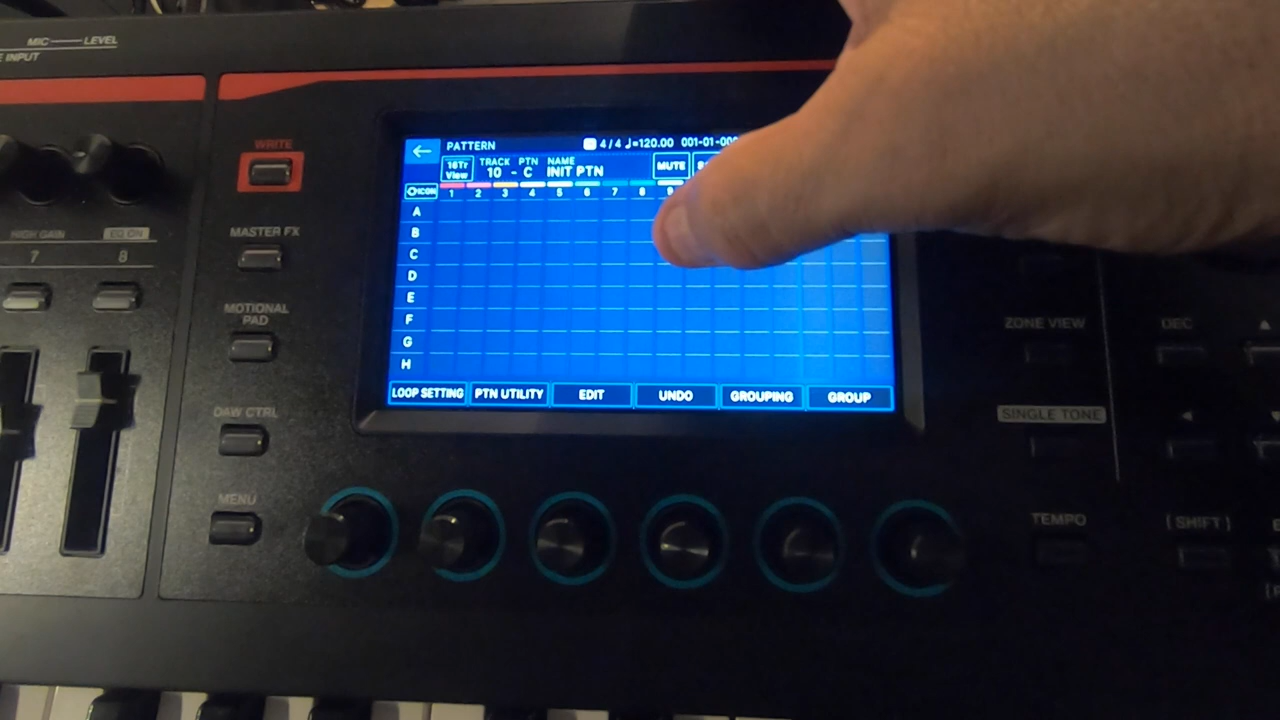 MIC LEVEL
INPUT
WRITE
PATTERN 4/4 ♩=120.00 001-01-00
16Tr View TRACK PTN NAME MUTE
10 - C INIT PTN
ICON 1 2 3 4 5 6 7 8 9
A
B
C
D
E
F
G
H
LOOP SETTING PTN UTILITY EDIT UNDO GROUPING GROUP
HIGH GAIN EQ ON
7 8
MASTER FX
MOTIONAL PAD
DAW CTRL
MENU
ZONE VIEW DEC
SINGLE TONE
TEMPO [SHIFT]